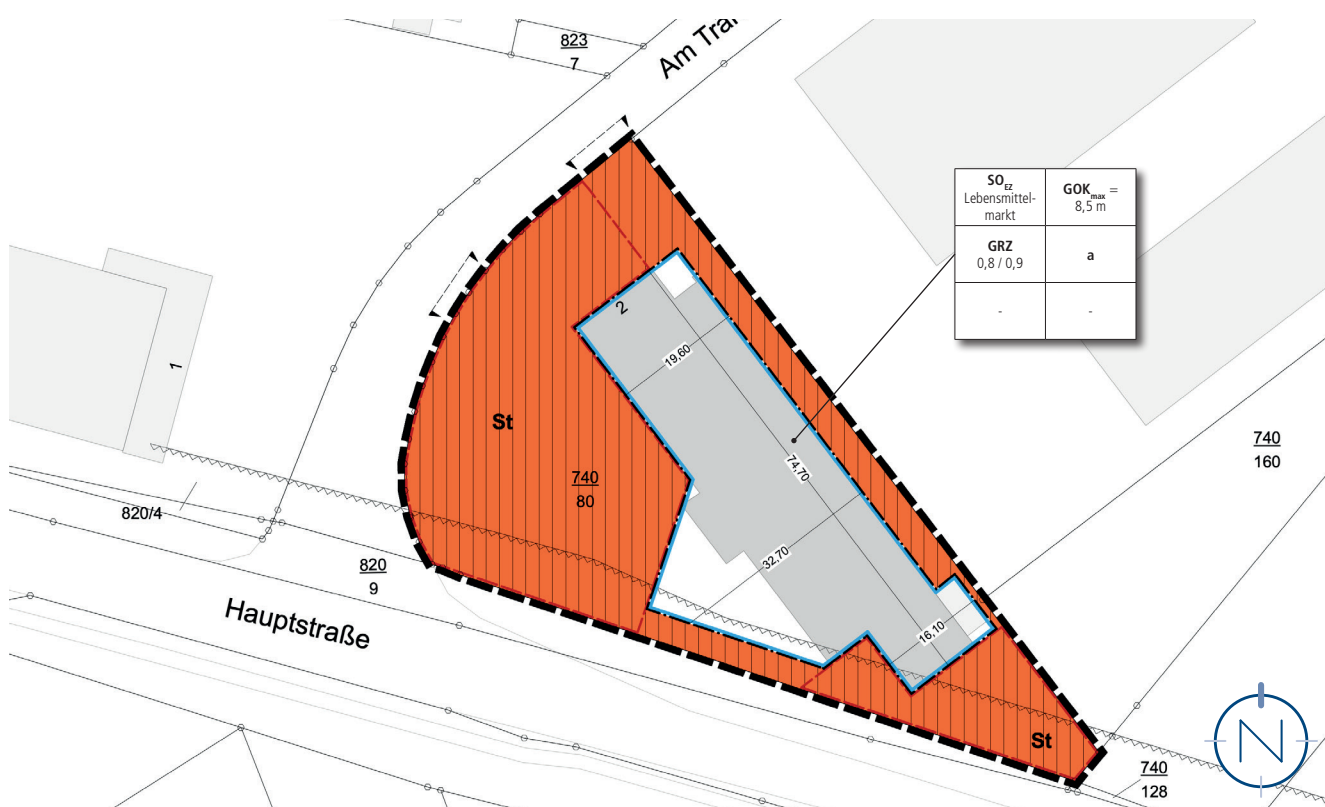 823
7
Am Tra
SO EZ
Lebensmittel-
markt
GOK max =
8,5 m
GRZ
0,8 / 0,9
a
-
-
2
19,60
1
St
74,70
740
80
740
160
820/4
32,70
820
9
Hauptstraße
16,10
St
N
740
128